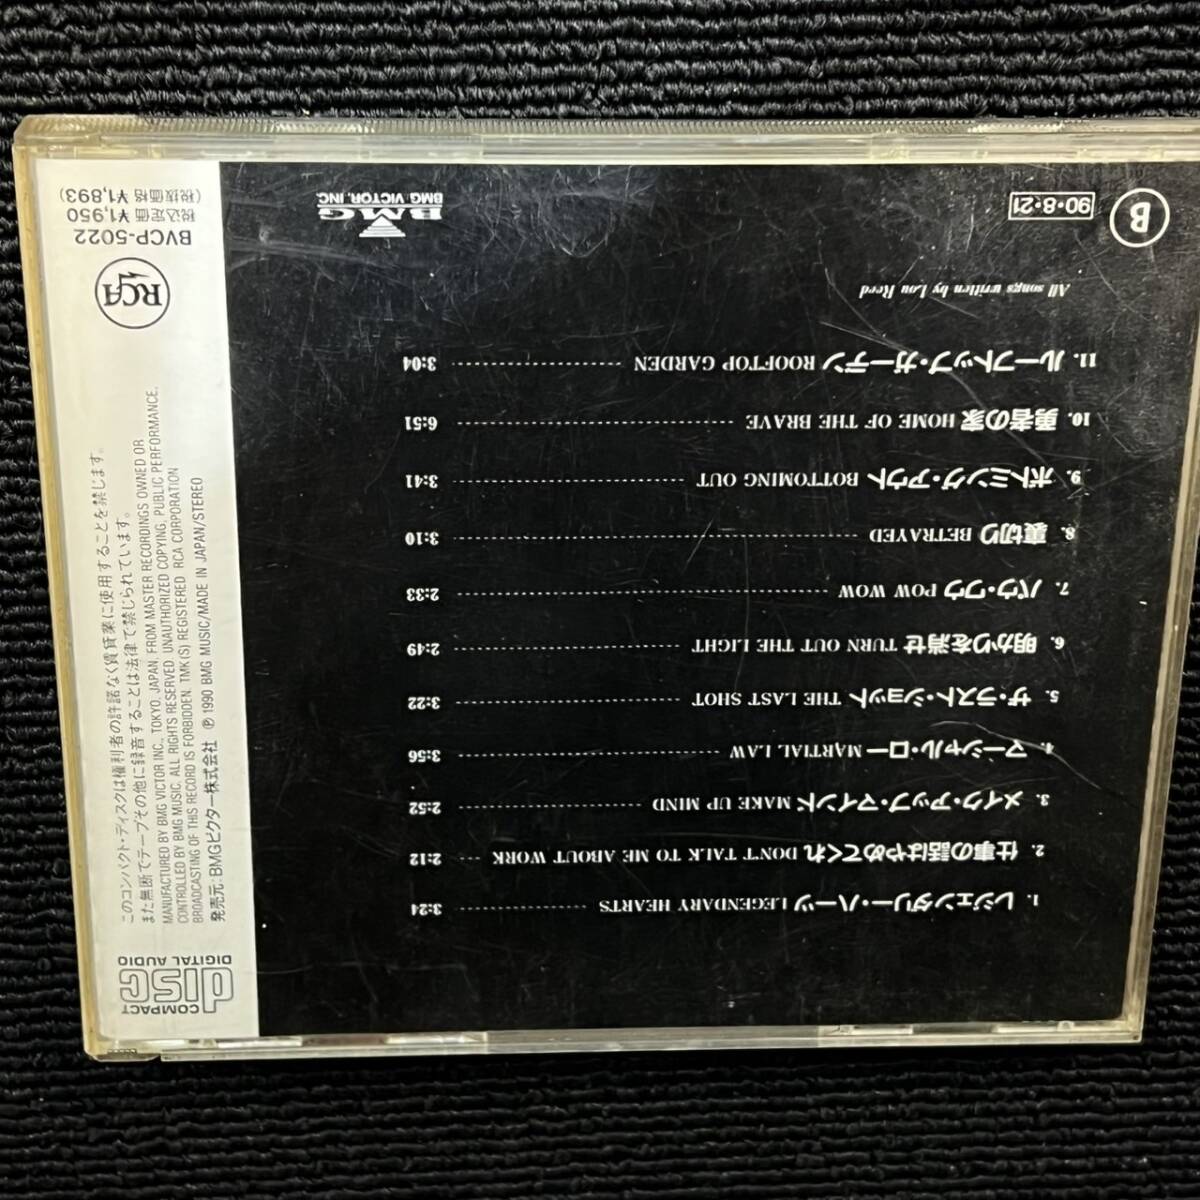 1. レジェンダリー・ハーツ LEGENDARY HEARTS 3:24
2. 仕事の話はやめてくれ DON'T TALK TO ME ABOUT WORK 2:12
3. メイク・アップ・マインド MAKE UP MIND 2:52
4. マーシャル・ロー MARTIAL LAW 3:56
5. ザ・ラスト・ショット THE LAST SHOT 3:22
6. 明かりを消せ TURN OUT THE LIGHT 2:49
7. パウ・ワウ POW WOW 2:33
8. 裏切り BETRAYED 3:10
9. ボトミング・アウト BOTTOMING OUT 3:41
10. 勇者の家 HOME OF THE BRAVE 6:51
11. ルーフトップ・ガーデン ROOFTOP GARDEN 3:04
All songs written by Lou Reed
B
90・8・21
BMG
BMG VICTOR, INC.
COMPACT
disc
DIGITAL AUDIO
このコンパクト・ディスクは権利者の許諾なく賃貸業に使用することを禁じます。
また無断でテープその他に録音することは法律で禁じられています。
MANUFACTURED BY BMG VICTOR INC., TOKYO, JAPAN. FROM MASTER RECORDINGS OWNED OR
CONTROLLED BY BMG MUSIC. ALL RIGHTS RESERVED. UNAUTHORIZED COPYING, PUBLIC PERFORMANCE,
BROADCASTING OF THIS RECORD IS FORBIDDEN. TMK(S) REGISTERED RCA CORPORATION
発売元:BMGビクター株式会社 ℗ 1990 BMG MUSIC/MADE IN JAPAN/STEREO
RCA
BVCP-5022
税込定価¥1,950
(税抜価格¥1,893)